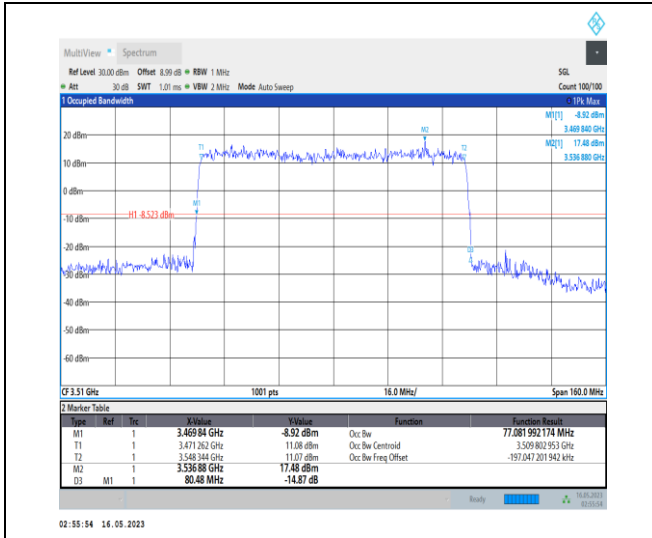 MultiView Spectrum
Ref Level 30.00 dBm Offset 8.99 dB RBW 1 MHz SGL
Att 30 dB SWT 1.01 ms VBW 2 MHz Mode Auto Sweep Count 100/100
1 Occupied Bandwidth 1Pk Max
M1[1] -8.92 dBm
3.469 840 GHz
M2[1] 17.48 dBm
3.536 880 GHz
20 dBm
M2
T1
T2
10 dBm
0 dBm
M1
H1 -8.523 dBm
-10 dBm
-20 dBm
-30 dBm
-40 dBm
-50 dBm
-60 dBm
CF 3.51 GHz 1001 pts 16.0 MHz/ Span 160.0 MHz
2 Marker Table
Type Ref Trc X-Value Y-Value Function Function Result
M1 1 3.469 84 GHz -8.92 dBm Occ Bw 77.081 992 174 MHz
T1 1 3.471 262 GHz 11.08 dBm Occ Bw Centroid 3.509 802 953 GHz
T2 1 3.548 344 GHz 11.07 dBm Occ Bw Freq Offset -197.047 201 942 kHz
M2 1 3.536 88 GHz 17.48 dBm
D3 M1 1 80.48 MHz -14.87 dB
Ready 16.05.2023
02:55:54
02:55:54 16.05.2023